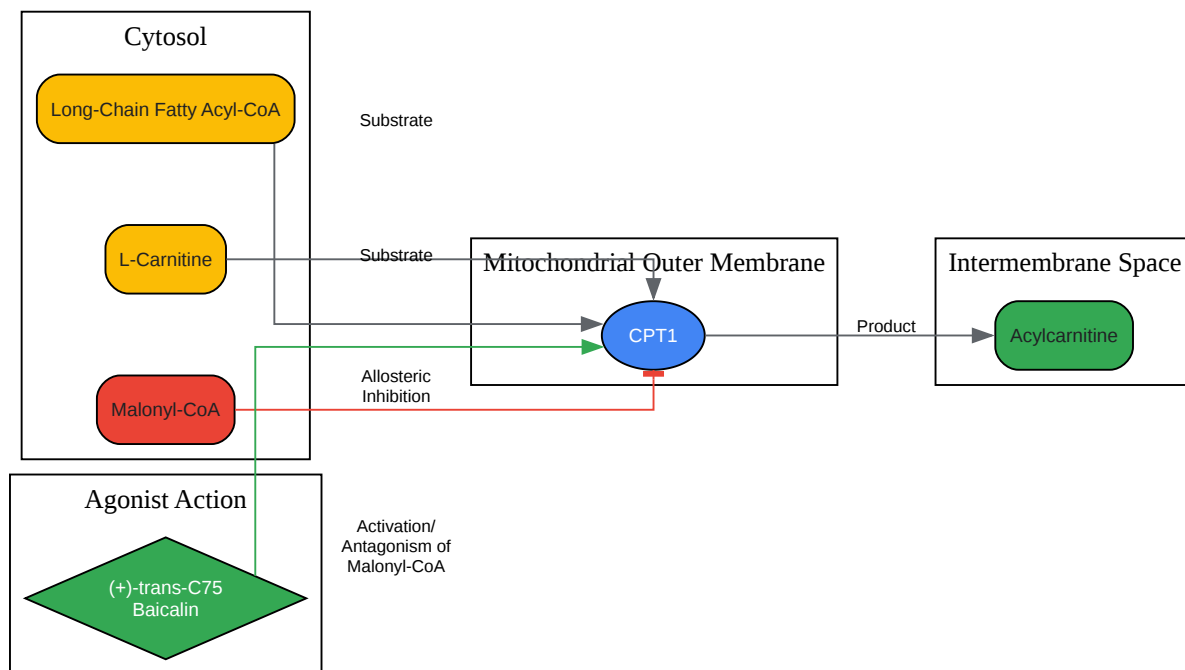 Cytosol
Long-Chain Fatty Acyl-CoA
Substrate
L-Carnitine
Substrate
Mitochondrial Outer Membrane
Intermembrane Space
CPT1
Product
Acylcarnitine
Malonyl-CoA
Allosteric
Inhibition
Agonist Action
Activation/
Antagonism of
Malonyl-CoA
(+)-trans-C75
Baicalin